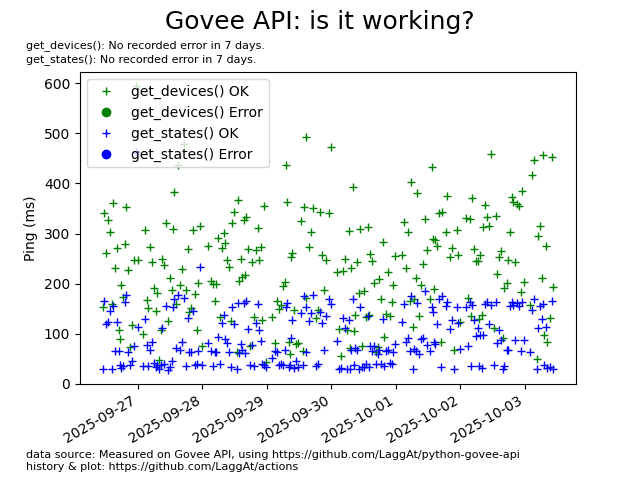 Govee API: is it working?
get_devices(): No recorded error in 7 days.
get_states(): No recorded error in 7 days.
get_devices() OK
get_devices() Error
get_states() OK
get_states() Error
Ping (ms)
600
500
400
300
200
100
0
2025-09-27
2025-09-28
2025-09-29
2025-09-30
2025-10-01
2025-10-02
2025-10-03
data source: Measured on Govee API, using https://github.com/LaggAt/python-govee-api
history & plot: https://github.com/LaggAt/actions